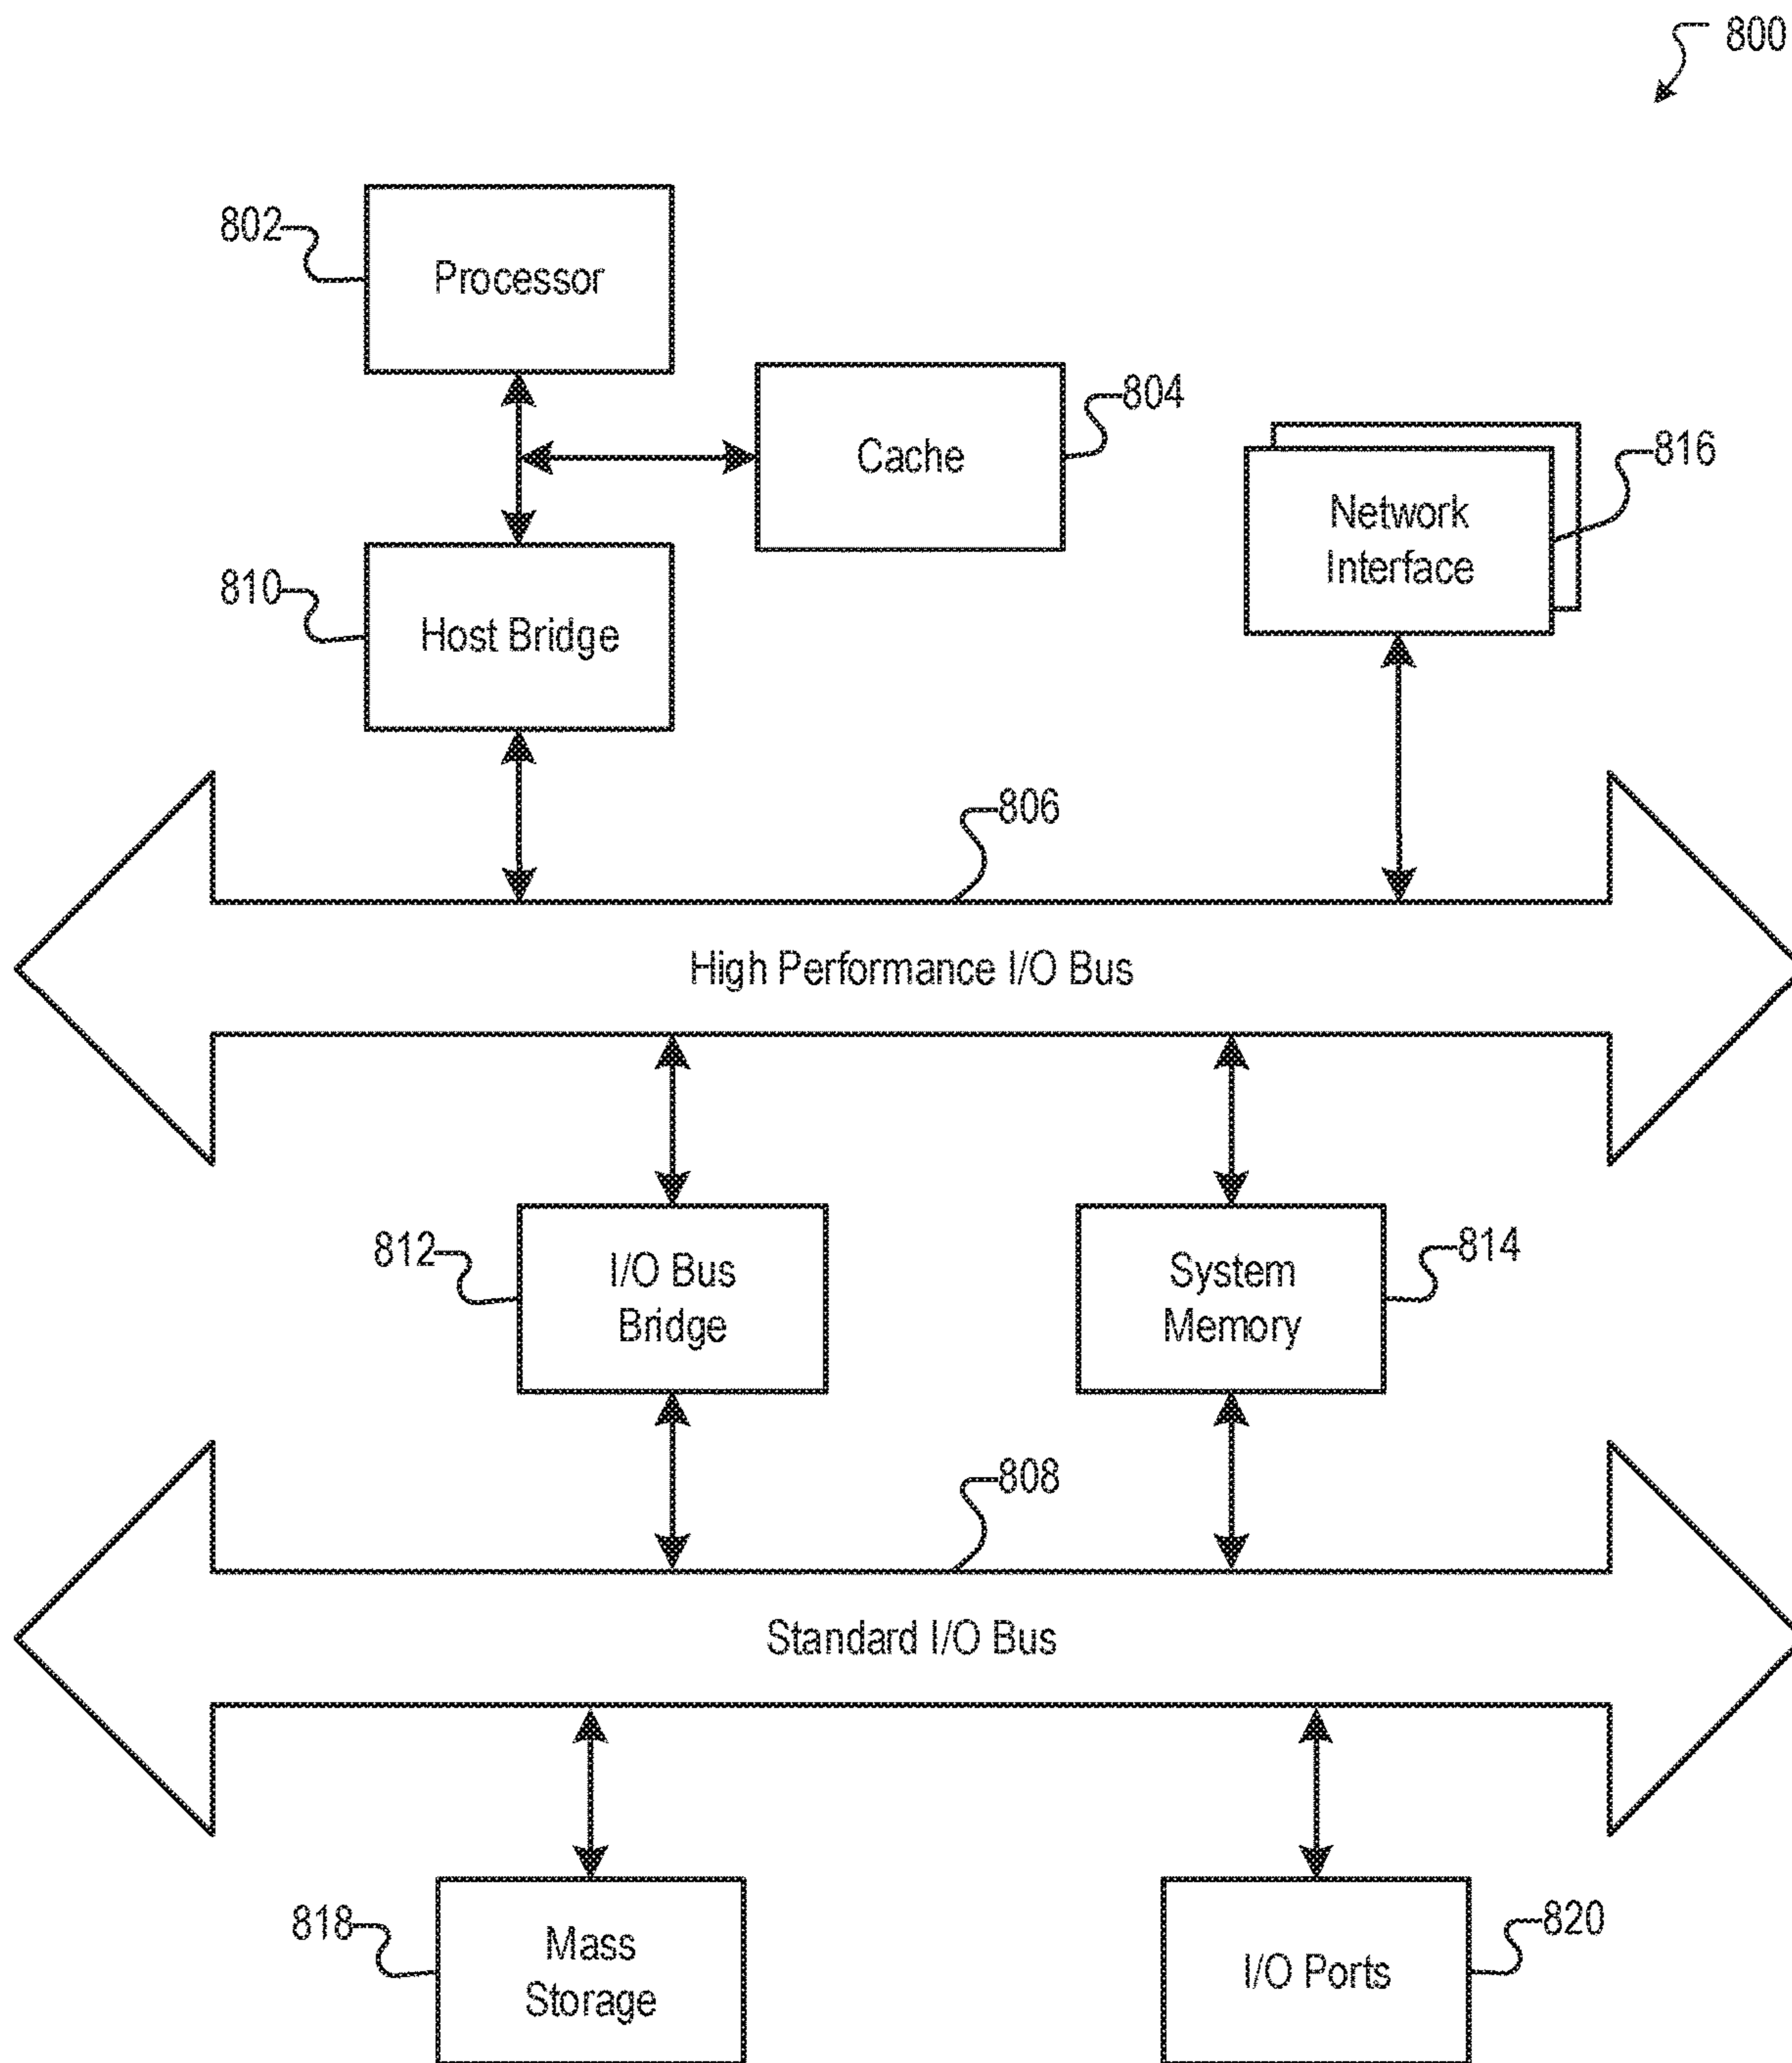 800
802
Processor
804
Cache
816
Network
Interface
810
Host Bridge
806
High Performance I/O Bus
812
I/O Bus
Bridge
814
System
Memory
808
Standard I/O Bus
818
Mass
Storage
820
I/O Ports